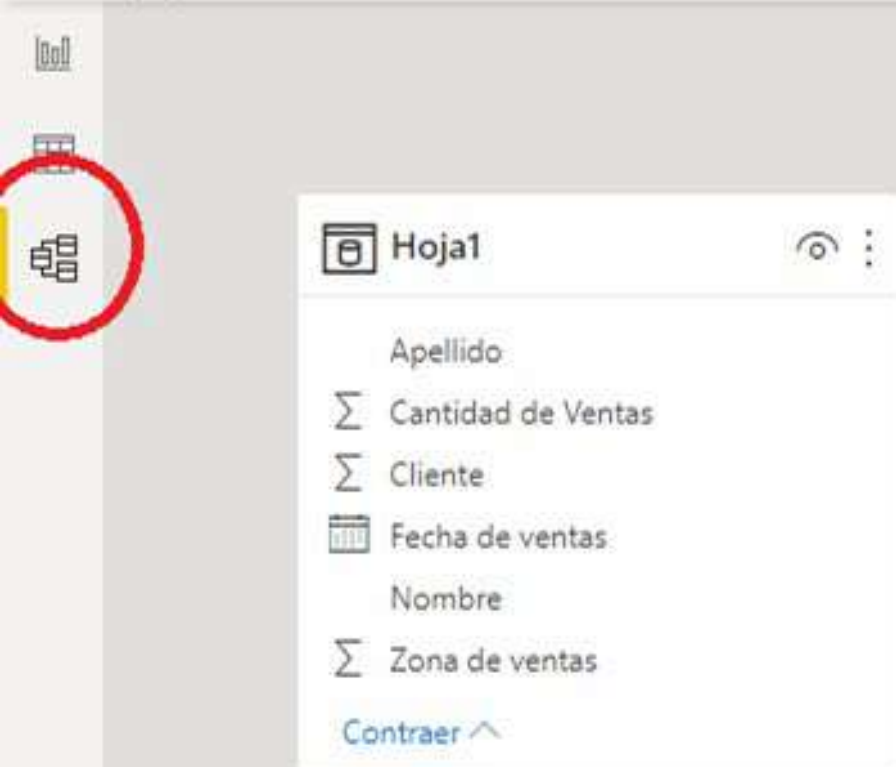 Hoja1
Apellido
Cantidad de Ventas
Cliente
Fecha de ventas
Nombre
Zona de ventas
Contraer